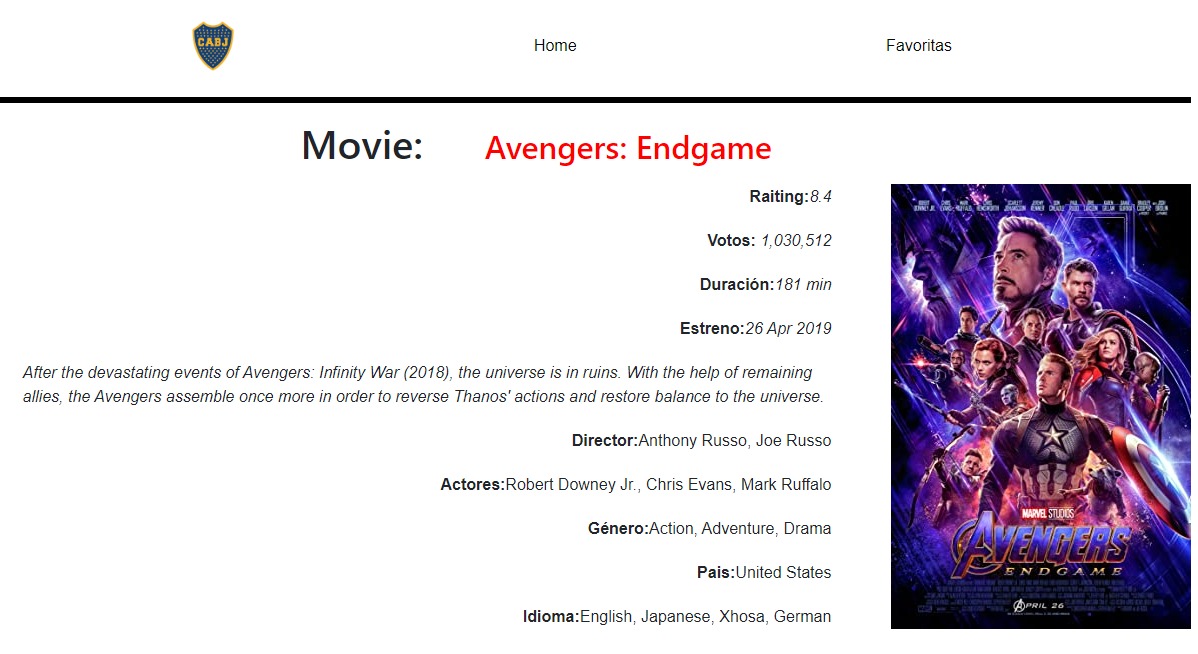 CABJ
Home
Favoritas
Movie:
Avengers: Endgame
Raiting:8.4
Votos: 1,030,512
Duración:181 min
Estreno:26 Apr 2019
After the devastating events of Avengers: Infinity War (2018), the universe is in ruins. With the help of remaining
allies, the Avengers assemble once more in order to reverse Thanos' actions and restore balance to the universe.
Director:Anthony Russo, Joe Russo
Actores:Robert Downey Jr., Chris Evans, Mark Ruffalo
Género:Action, Adventure, Drama
Pais:United States
Idioma:English, Japanese, Xhosa, German
MARVEL STUDIOS
AVENGERS
ENDGAME
APRIL 26